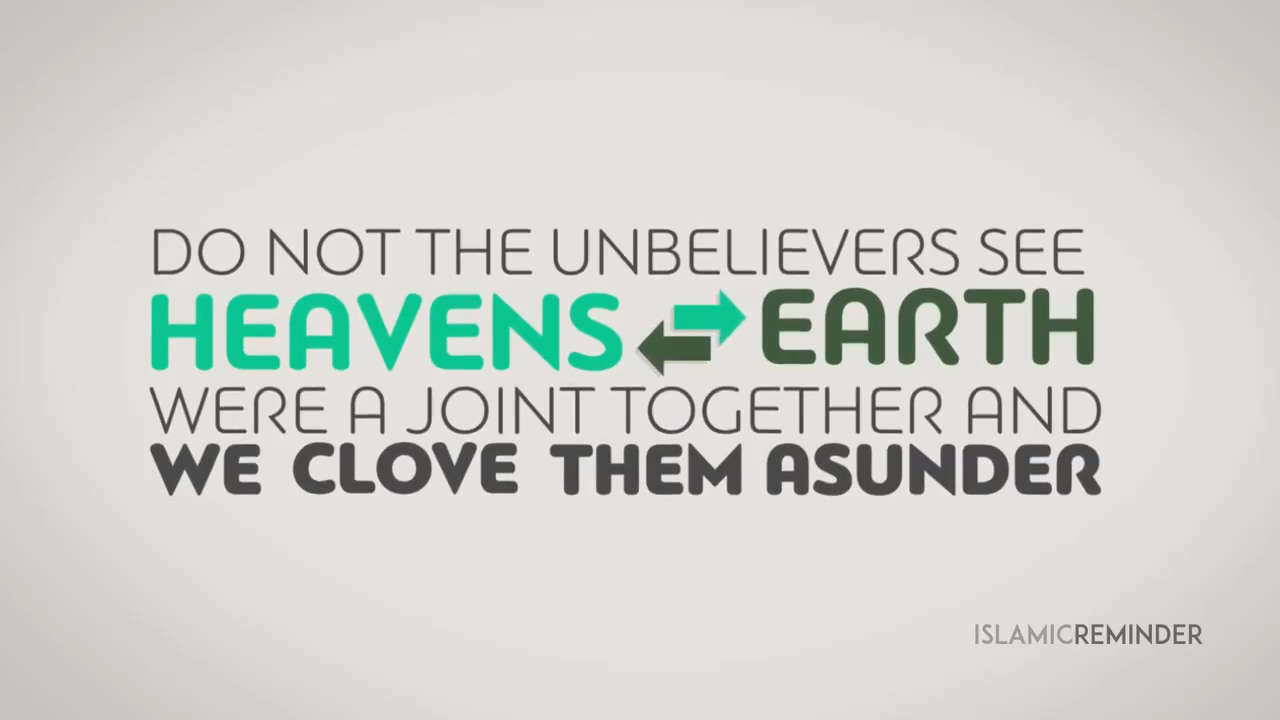 DO NOT THE UNBELIEVERS SEE
HEAVENS EARTH
WERE A JOINT TOGETHER AND
WE CLOVE THEM ASUNDER
ISLAMICREMINDER